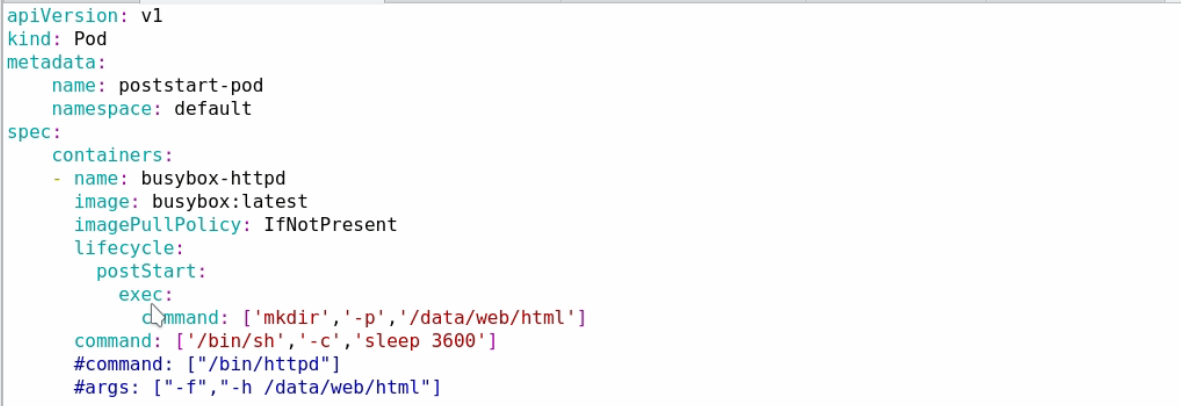 apiVersion: v1
kind: Pod
metadata:
    name: poststart-pod
    namespace: default
spec:
    containers:
    - name: busybox-httpd
      image: busybox:latest
      imagePullPolicy: IfNotPresent
      lifecycle:
        postStart:
          exec:
            command: ['mkdir','-p','/data/web/html']
      command: ['/bin/sh','-c','sleep 3600']
      #command: ["/bin/httpd"]
      #args: ["-f","-h /data/web/html"]